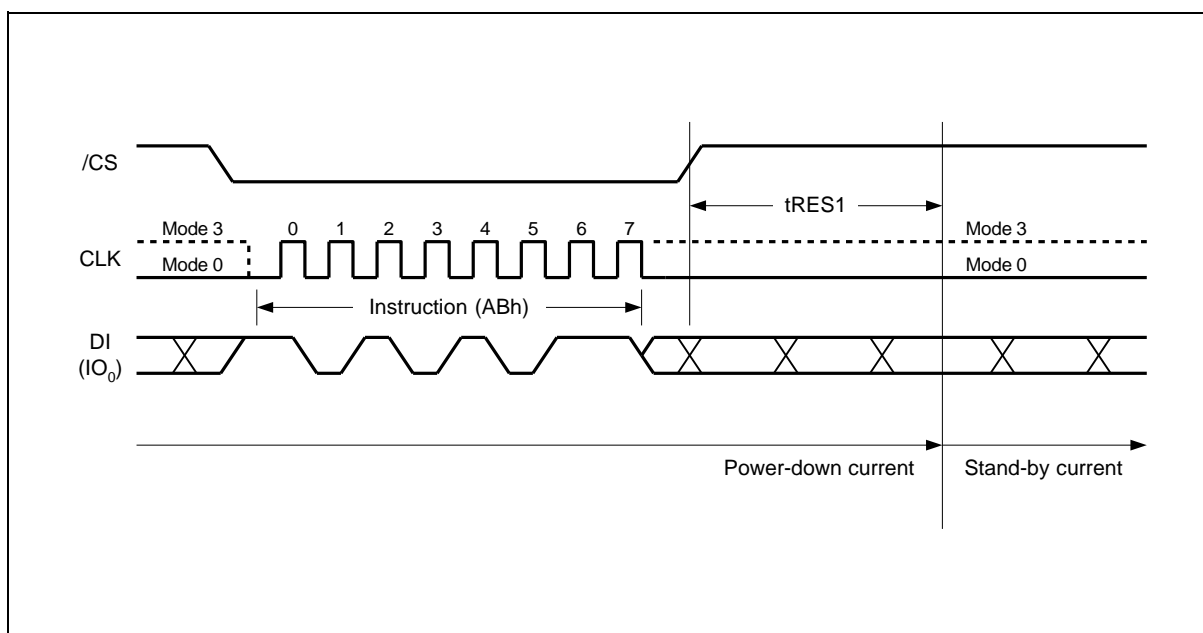 /CS
tRES1
Mode 3 0 1 2 3 4 5 6 7 Mode 3
CLK
Mode 0 Mode 0
Instruction (ABh)
DI
(IO₀)
Power-down current Stand-by current